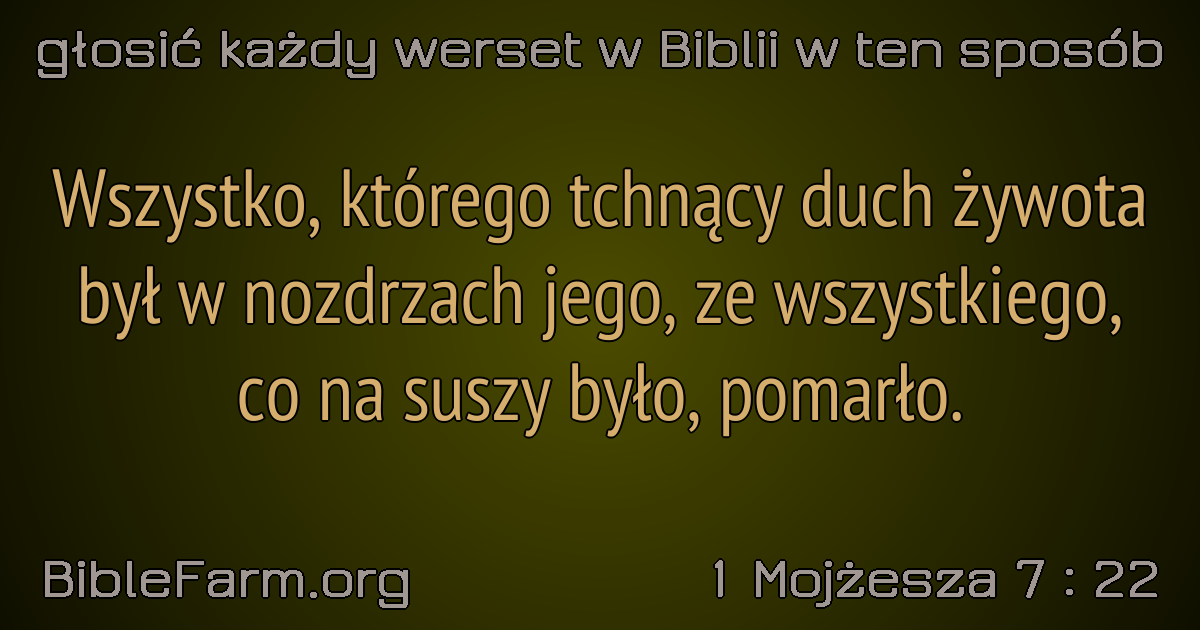 głosić każdy werset w Biblii w ten sposób
Wszystko, którego tchnący duch żywota
był w nozdrzach jego, ze wszystkiego,
co na suszy było, pomarło.
BibleFarm.org
1 Mojżesza 7 : 22